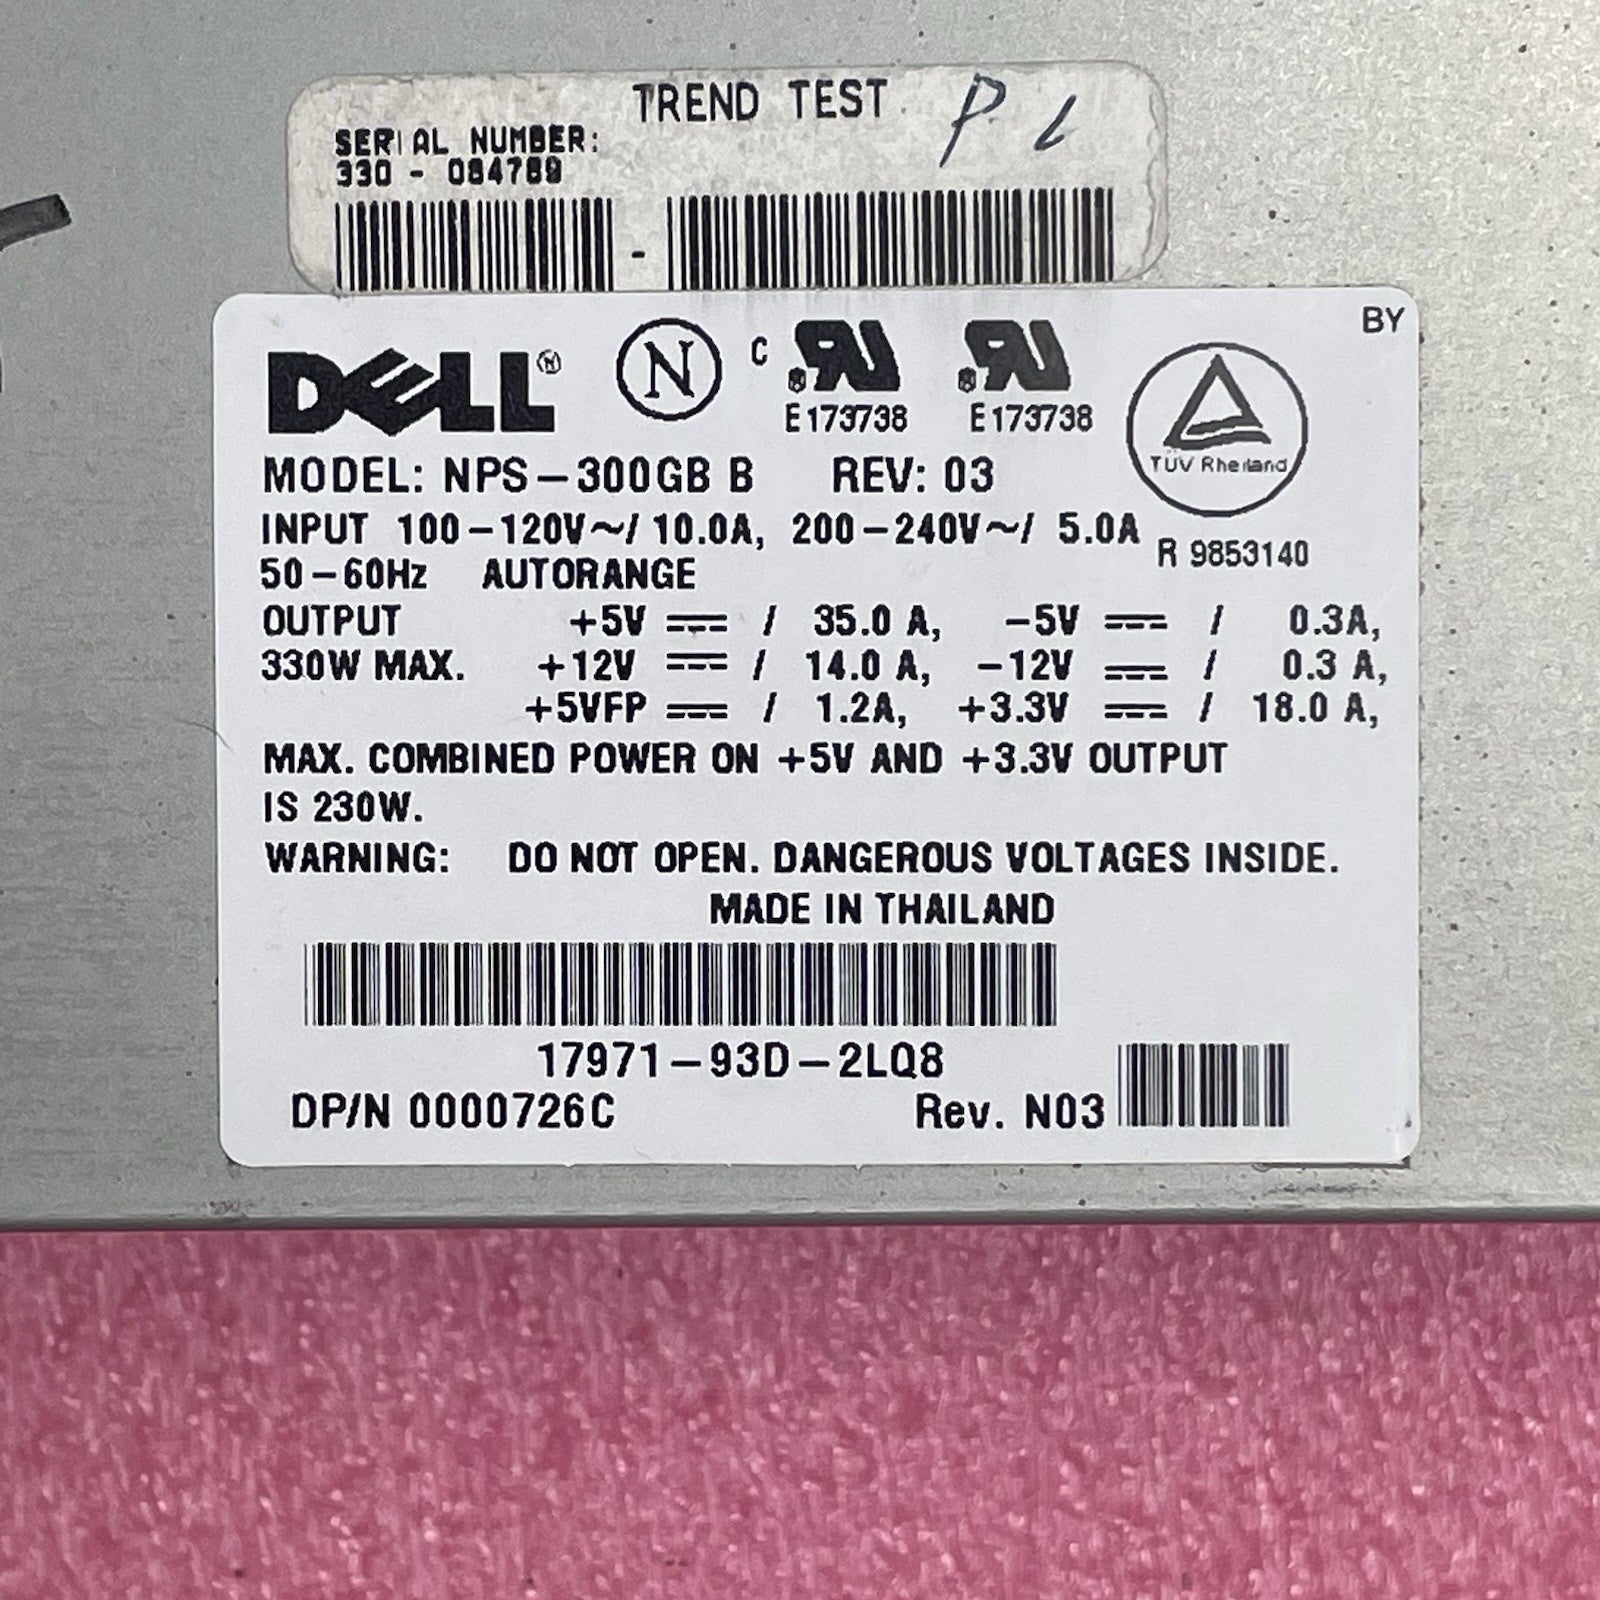 TREND TEST P. L
SERIAL NUMBER:
330 - 084789
-
DELL
N
C
E173738
E173738
BY
TÜV Rheinland
R 9853140
MODEL: NPS-300GB B REV: 03
INPUT 100-120V~/ 10.0A, 200-240V~/ 5.0A
50-60Hz AUTORANGE
OUTPUT +5V ⎓ / 35.0 A, -5V ⎓ / 0.3A,
330W MAX. +12V ⎓ / 14.0 A, -12V ⎓ / 0.3 A,
+5VFP ⎓ / 1.2A, +3.3V ⎓ / 18.0 A,
MAX. COMBINED POWER ON +5V AND +3.3V OUTPUT
IS 230W.
WARNING: DO NOT OPEN. DANGEROUS VOLTAGES INSIDE.
MADE IN THAILAND
17971-93D-2LQ8
DP/N 0000726C Rev. N03